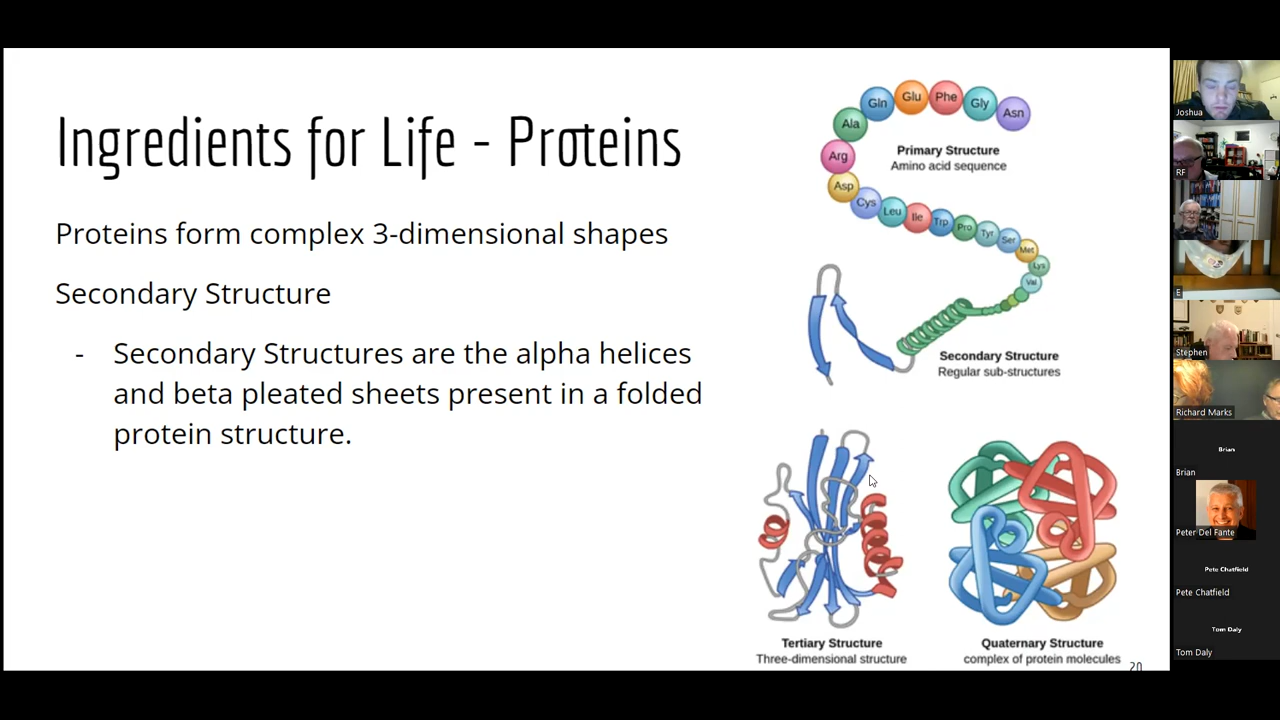 Ingredients for Life - Proteins
Proteins form complex 3-dimensional shapes
Secondary Structure
- Secondary Structures are the alpha helices
and beta pleated sheets present in a folded
protein structure.
Asn
Gly
Phe
Glu
Gln
Ala
Arg
Asp
Cys
Leu
Ile
Trp
Pro
Tyr
Ser
Met
Lys
Val
Primary Structure
Amino acid sequence
Secondary Structure
Regular sub-structures
Tertiary Structure
Three-dimensional structure
Quaternary Structure
complex of protein molecules
20
Joshua
RF
E
Stephen
Richard Marks
Brian
Brian
Peter Del Fante
Pete Chatfield
Pete Chatfield
Tom Daly
Tom Daly